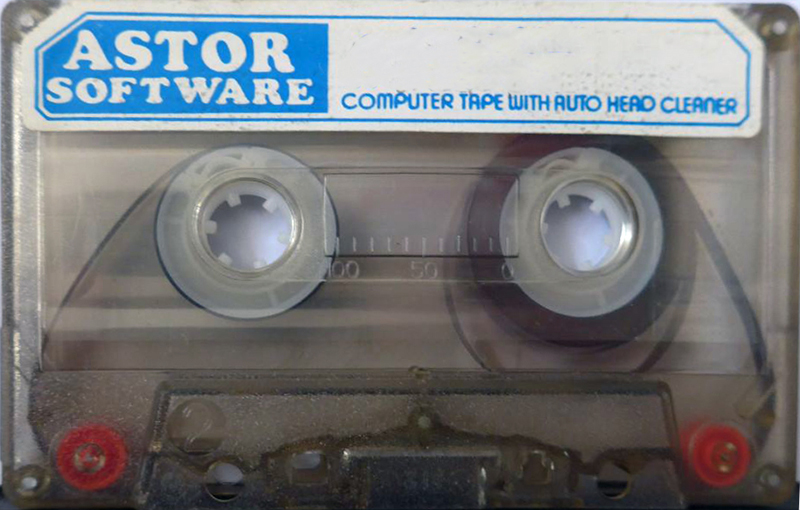 ASTOR
SOFTWARE
COMPUTER TAPE WITH AUTO HEAD CLEANER
100 50 0